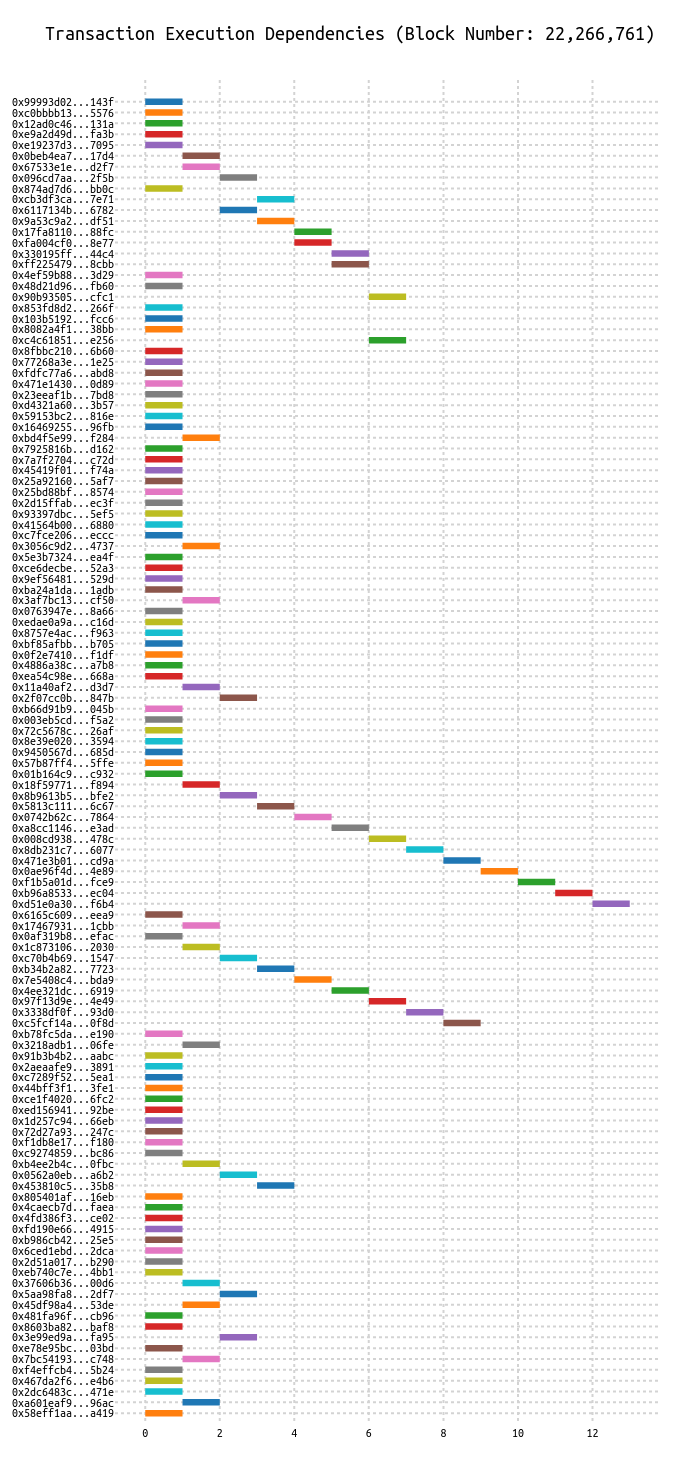 Transaction Execution Dependencies (Block Number: 22,266,761)
0x99993d02...143f
0xc0bbbb13...5576
0x12ad0c46...131a
0xe9a2d49d...fa3b
0xe19237d3...7095
0x0beb4ea7...17d4
0x67533e1e...d2f7
0x096cd7aa...2f5b
0x874ad7d6...bb0c
0xcb3df3ca...7e71
0x6117134b...6782
0x9a53c9a2...df51
0x17fa8110...88fc
0xfa004cf0...8e77
0x330195ff...44c4
0xff225479...8cbb
0x4ef59b88...3d29
0x48d21d96...fb60
0x90b93505...cfc1
0x853fd8d2...266f
0x103b5192...fcc6
0x8082a4f1...38bb
0xc4c61851...e256
0x8fbbc210...6b60
0x77268a3e...1e25
0xfdfc77a6...abd8
0x471e1430...0d89
0x23eeaf1b...7bd8
0xd4321a60...3b57
0x59153bc2...816e
0x16469255...96fb
0xbd4f5e99...f284
0x7925816b...d162
0x7a7f2704...c72d
0x45419f01...f74a
0x25a92160...5af7
0x25bd88bf...8574
0x2d15ffab...ec3f
0x93397dbc...5ef5
0x41564b00...6880
0xc7fce206...eccc
0x3056c9d2...4737
0x5e3b7324...ea4f
0xce6decbe...52a3
0x9ef56481...529d
0xba24a1da...1adb
0x3af7bc13...cf50
0x0763947e...8a66
0xedae0a9a...c16d
0x8757e4ac...f963
0xbf85afbb...b705
0x0f2e7410...f1df
0x4886a38c...a7b8
0xea54c98e...668a
0x11a40af2...d3d7
0x2f07cc0b...847b
0xb66d91b9...045b
0x003eb5cd...f5a2
0x72c5678c...26af
0x8e39e020...3594
0x9450567d...685d
0x57b87ff4...5ffe
0x01b164c9...c932
0x18f59771...f894
0x8b9613b5...bfe2
0x5813c111...6c67
0x0742b62c...7864
0xa8cc1146...e3ad
0x008cd938...478c
0x8db231c7...6077
0x471e3b01...cd9a
0x0ae96f4d...4e89
0xf1b5a01d...fce9
0xb96a8533...ec04
0xd51e0a30...f6b4
0x6165c609...eea9
0x17467931...1cbb
0x0af319b8...efac
0x1c873106...2030
0xc70b4b69...1547
0xb34b2a82...7723
0x7e5408c4...bda9
0x4ee321dc...6919
0x97f13d9e...4e49
0x3338df0f...93d0
0xc5fcf14a...0f8d
0xb78fc5da...e190
0x3218adb1...06fe
0x91b3b4b2...aabc
0x2aeaafe9...3891
0xc7289f52...5ea1
0x44bff3f1...3fe1
0xce1f4020...6fc2
0xed156941...92be
0x1d257c94...66eb
0x72d27a93...247c
0xf1db8e17...f180
0xc9274859...bc86
0xb4ee2b4c...0fbc
0x0562a0eb...a6b2
0x453810c5...35b8
0x805401af...16eb
0x4caecb7d...faea
0x4fd386f3...ce02
0xfd190e66...4915
0xb986cb42...25e5
0x6ced1ebd...2dca
0x2d51a017...b290
0xeb740c7e...4bb1
0x37606b36...00d6
0x5aa98fa8...2df7
0x45df98a4...53de
0x481fa96f...cb96
0x8603ba82...baf8
0x3e99ed9a...fa95
0xe78e95bc...03bd
0x7bc54193...c748
0xf4effcb4...5b24
0x467da2f6...e4b6
0x2dc6483c...471e
0xa601eaf9...96ac
0x58eff1aa...a419
0 2 4 6 8 10 12